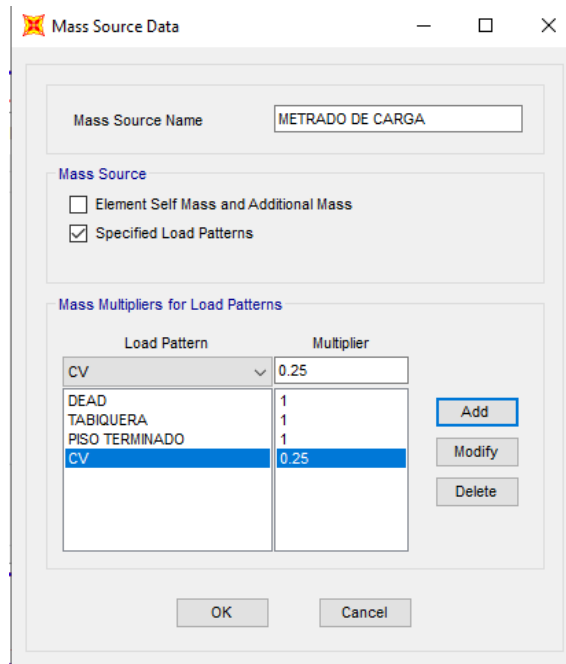 Mass Source Data
Mass Source Name METRADO DE CARGA
Mass Source
Element Self Mass and Additional Mass
Specified Load Patterns
Mass Multipliers for Load Patterns
Load Pattern Multiplier
CV 0.25
DEAD 1
TABIQUERA 1
PISO TERMINADO 1
CV 0.25
Add
Modify
Delete
OK Cancel